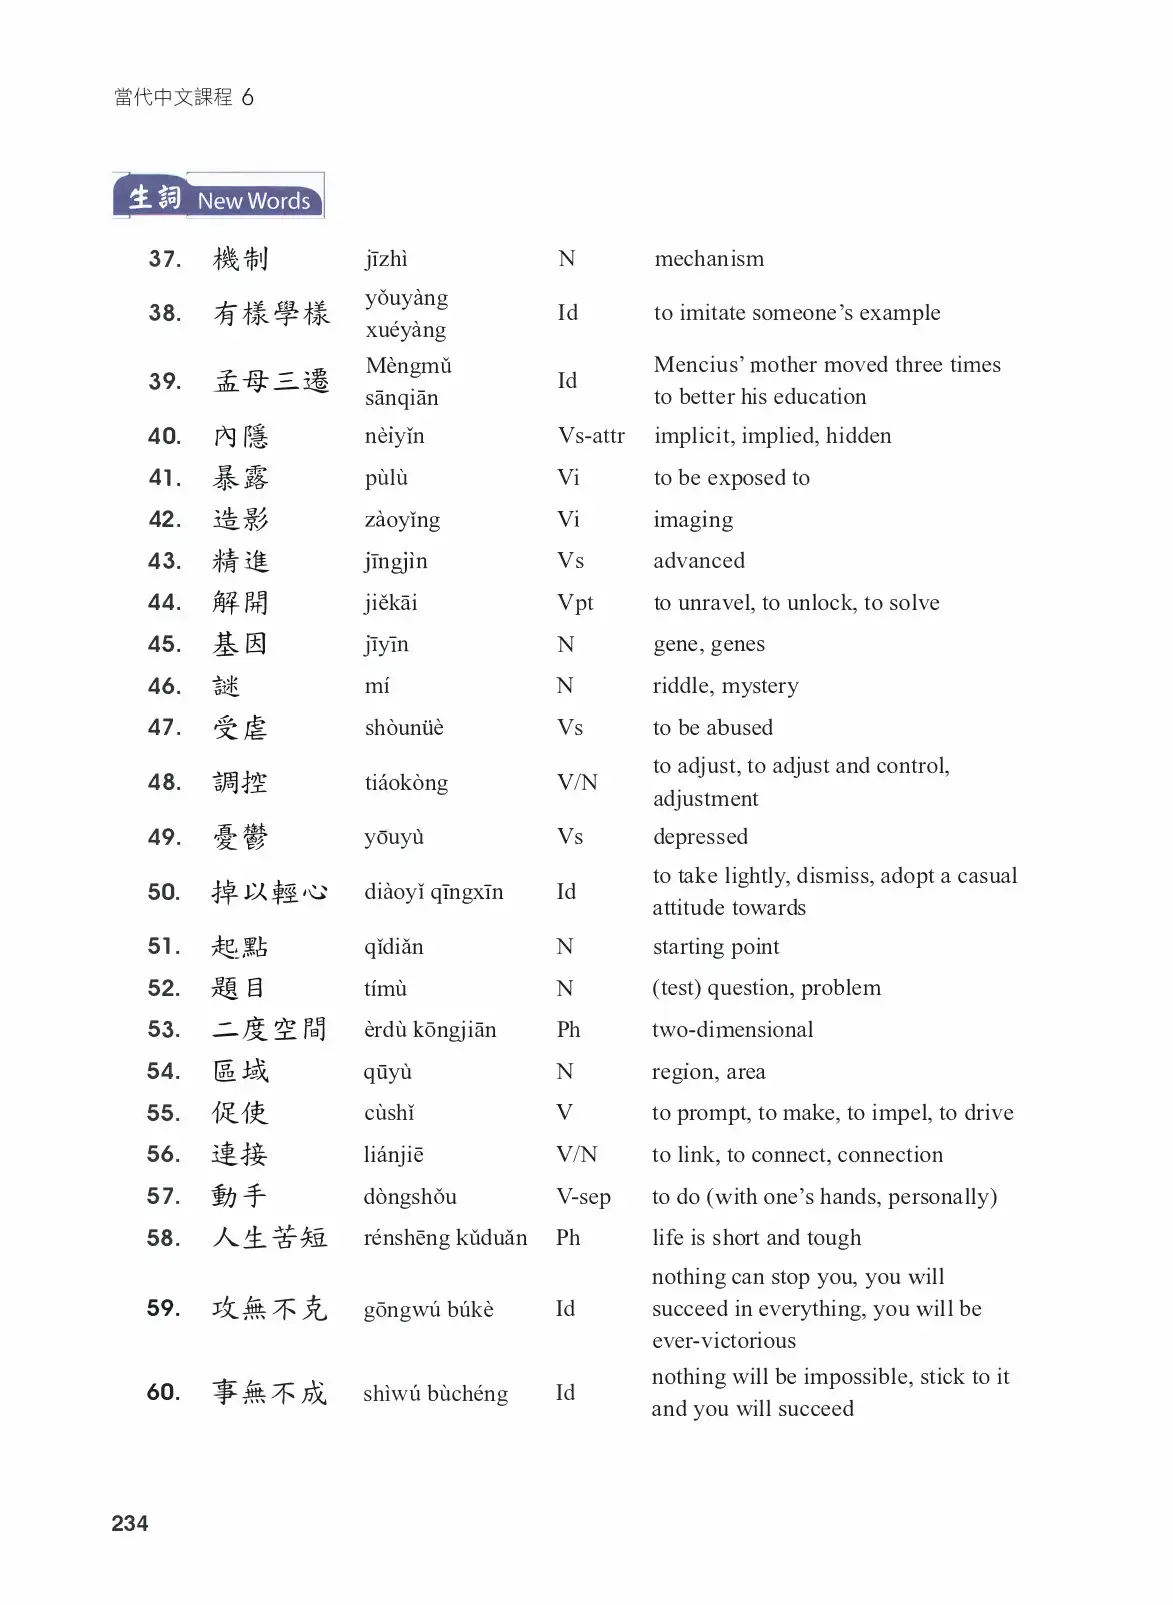 當代中文課程 6
生詞 New Words
37. 機制 jīzhì N mechanism
38. 有樣學樣 yǒuyàng xuéyàng Id to imitate someone’s example
39. 孟母三遷 Mèngmǔ sānqiān Id Mencius’ mother moved three times
to better his education
40. 內隱 nèiyǐn Vs-attr implicit, implied, hidden
41. 暴露 pùlù Vi to be exposed to
42. 造影 zàoyǐng Vi imaging
43. 精進 jīngjìn Vs advanced
44. 解開 jiěkāi Vpt to unravel, to unlock, to solve
45. 基因 jīyīn N gene, genes
46. 謎 mí N riddle, mystery
47. 受虐 shòunüè Vs to be abused
48. 調控 tiáokòng V/N to adjust, to adjust and control,
adjustment
49. 憂鬱 yōuyù Vs depressed
50. 掉以輕心 diàoyǐ qīngxīn Id to take lightly, dismiss, adopt a casual
attitude towards
51. 起點 qǐdiǎn N starting point
52. 題目 tímù N (test) question, problem
53. 二度空間 èrdù kōngjiān Ph two-dimensional
54. 區域 qūyù N region, area
55. 促使 cùshǐ V to prompt, to make, to impel, to drive
56. 連接 liánjiē V/N to link, to connect, connection
57. 動手 dòngshǒu V-sep to do (with one’s hands, personally)
58. 人生苦短 rénshēng kǔduǎn Ph life is short and tough
59. 攻無不克 gōngwú búkè Id nothing can stop you, you will
succeed in everything, you will be
ever-victorious
60. 事無不成 shìwú bùchéng Id nothing will be impossible, stick to it
and you will succeed
234